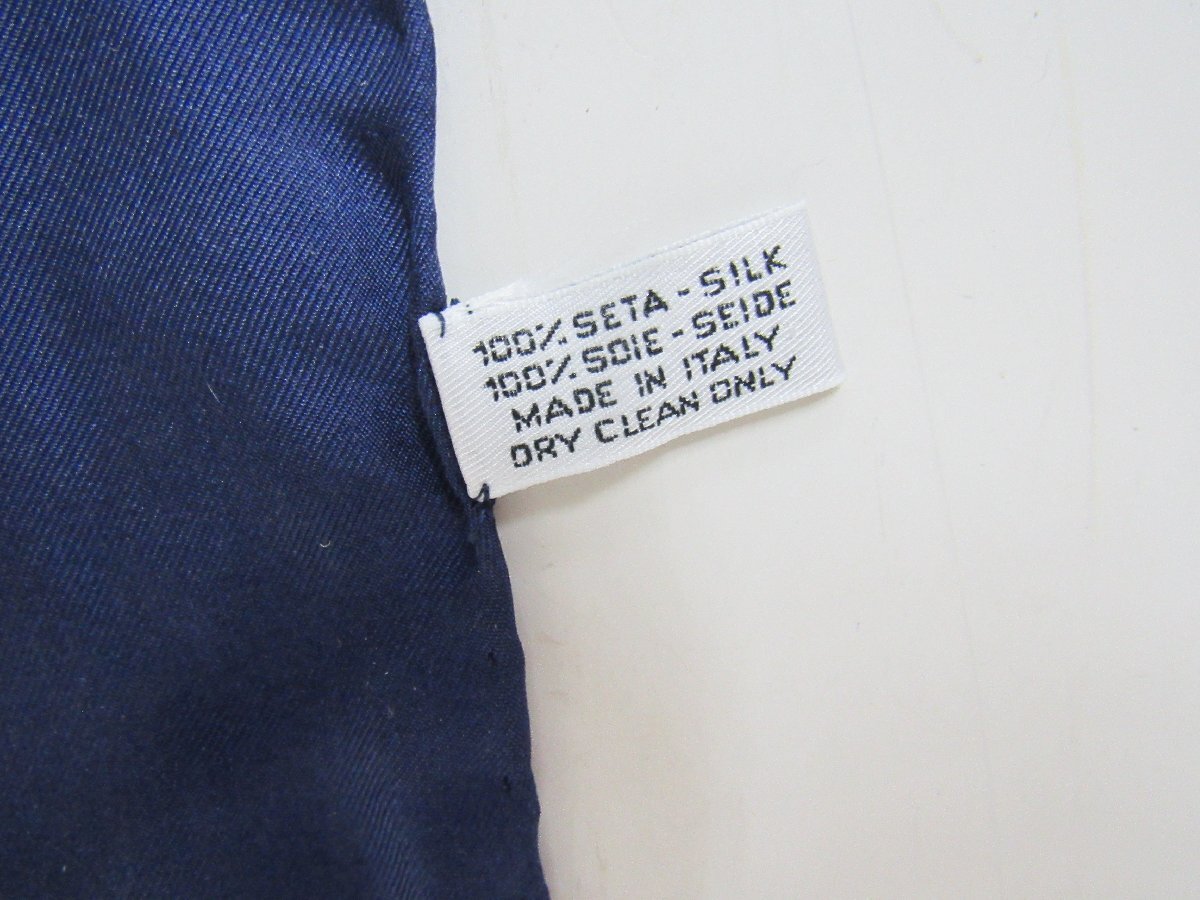 100% SETA - SILK
100% SOIE - SEIDE
MADE IN ITALY
DRY CLEAN ONLY